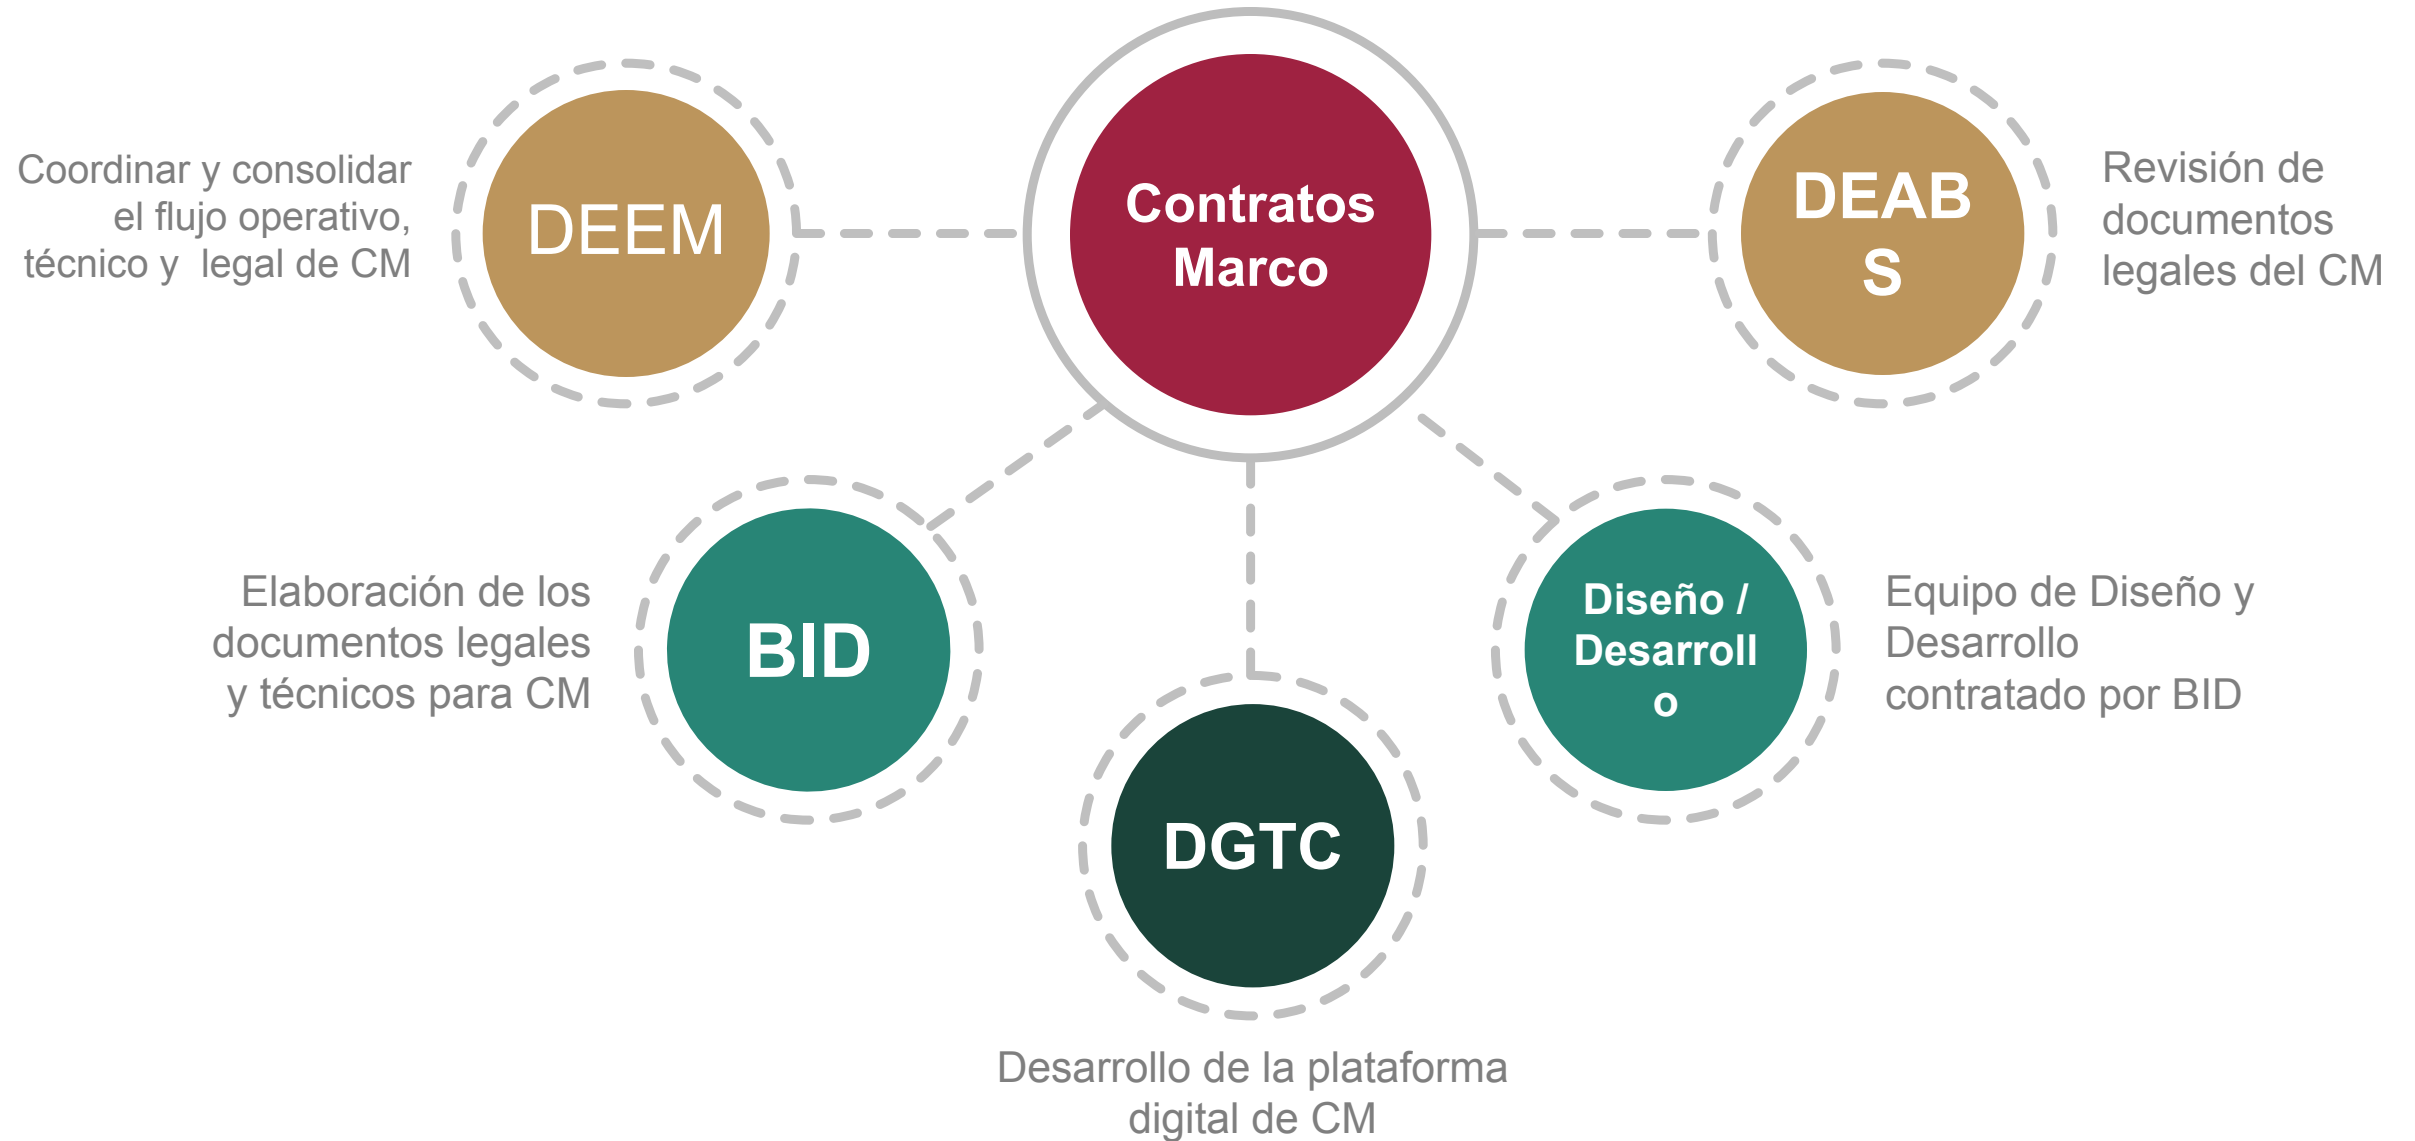 Contratos
Marco
Coordinar y consolidar
el flujo operativo,
técnico y  legal de CM
DEEM
DEAB
S
Revisión de
documentos
legales del CM
Elaboración de los
documentos legales
y técnicos para CM
BID
Diseño /
Desarroll
o
Equipo de Diseño y
Desarrollo
contratado por BID
DGTC
Desarrollo de la plataforma
digital de CM